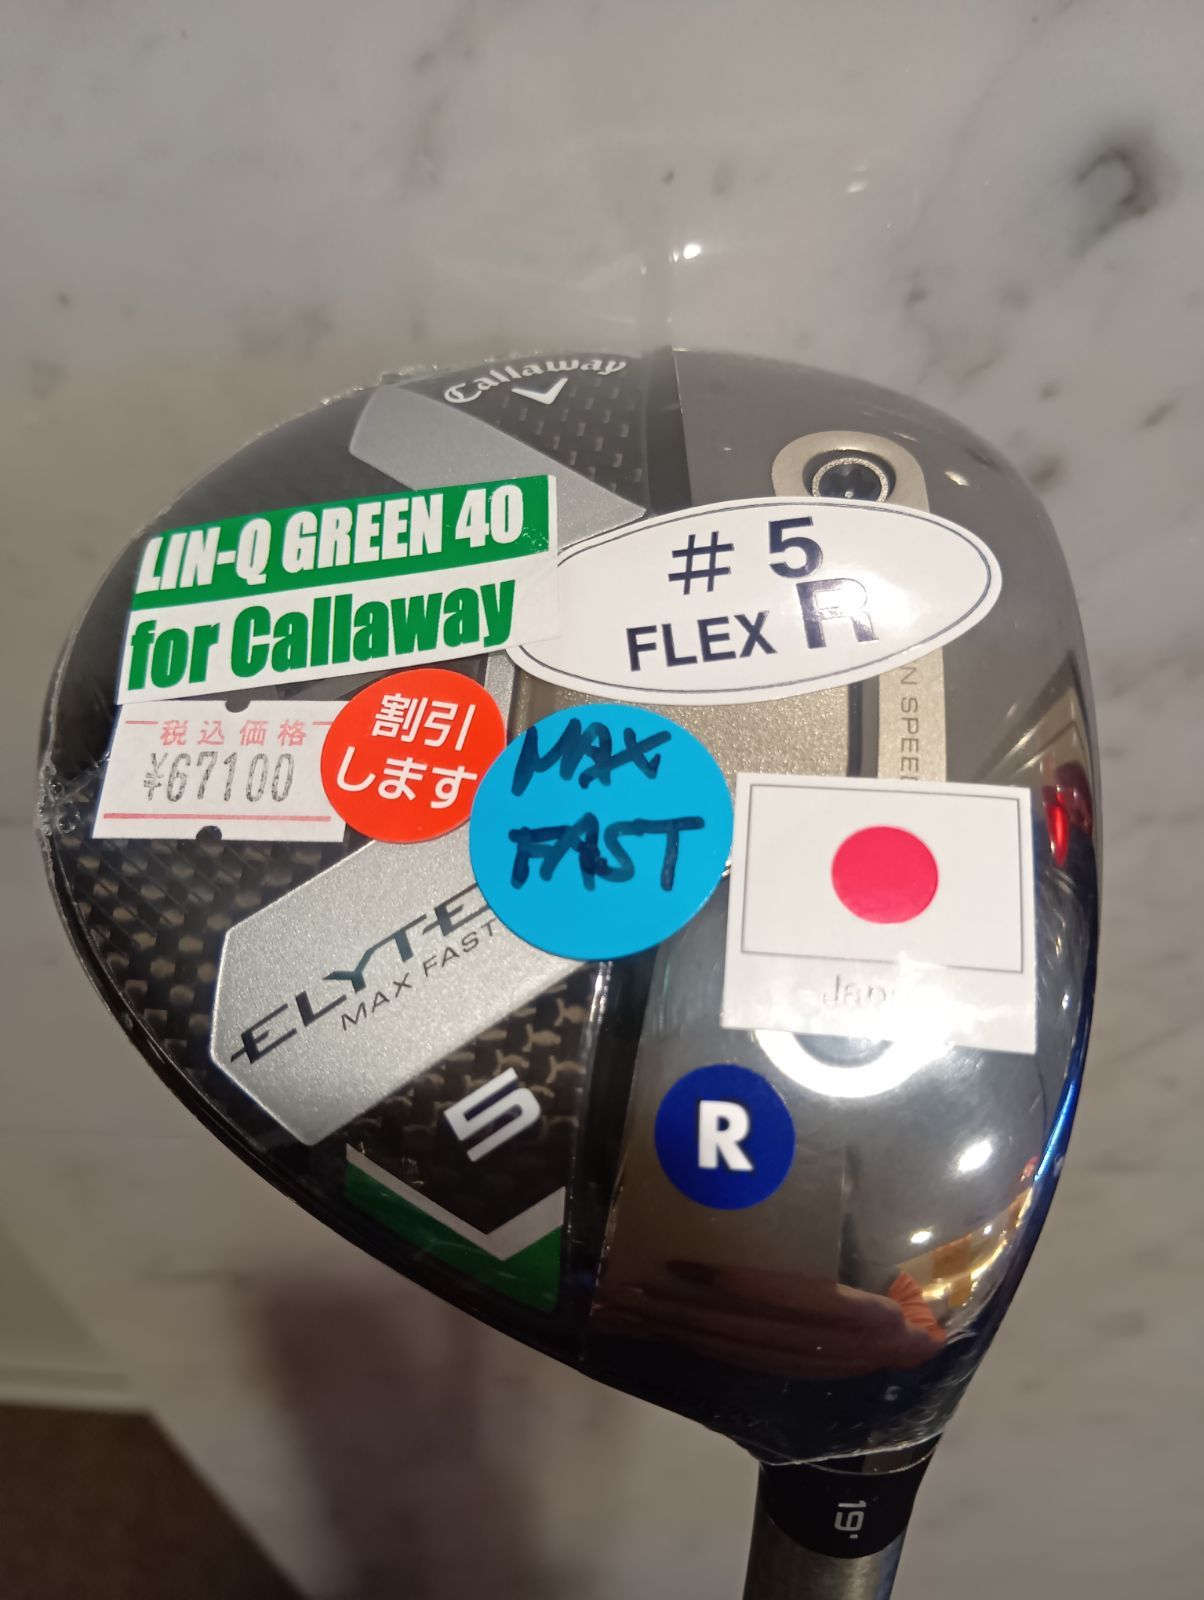 Callaway
LIN-Q GREEN 40
for Callaway
# 5
FLEX R
税込価格
¥67100
割引
します
MAX
FAST
ELYTE
MAX FAST
5
R
19°